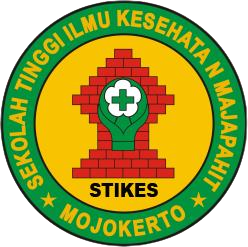 SEKOLAH TINGGI ILMU KESEHATA N MAJAPAHIT
STIKES
MOJOKERTO